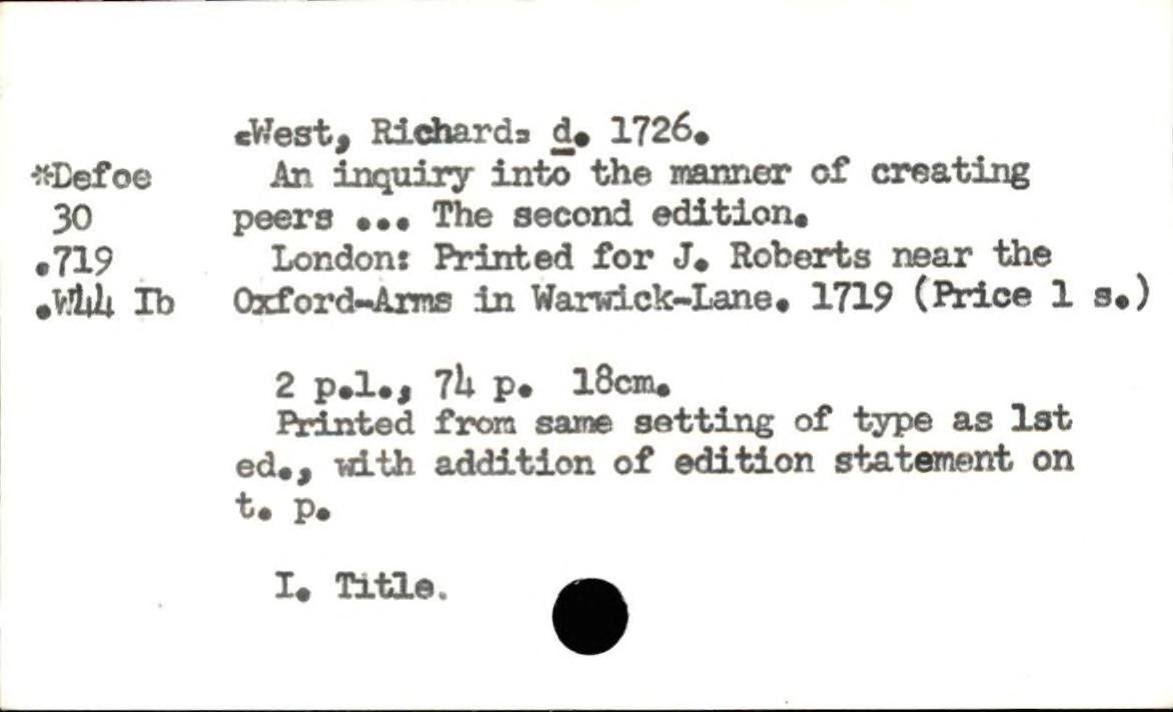 [West, Richard] d. 1726.
*Defoe An inquiry into the manner of creating
30 peers ... The second edition.
.719 London: Printed for J. Roberts near the
.W44 Ib Oxford-Arms in Warwick-Lane. 1719 (Price 1 s.)
2 p.l., 74 p. 18cm.
Printed from same setting of type as 1st
ed., with addition of edition statement on
t. p.
I. Title.